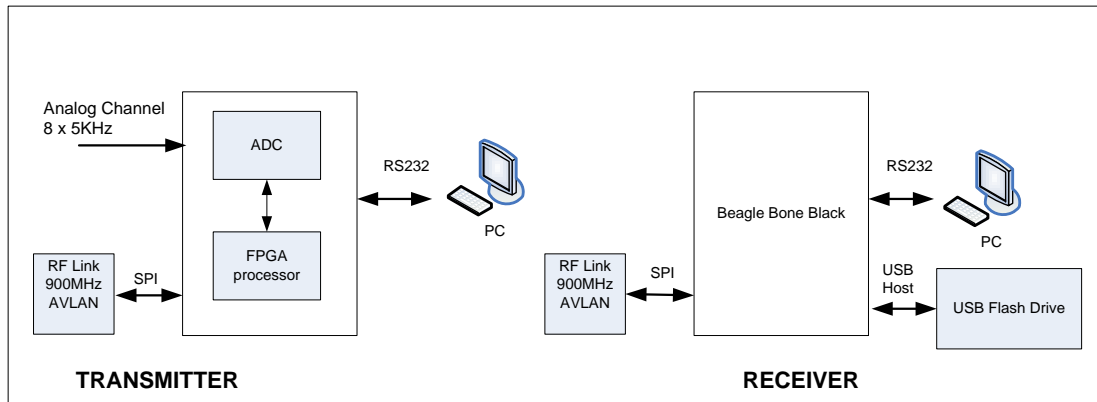 Analog Channel
8 x 5KHz
ADC
FPGA
processor
RS232
PC
RF Link
900MHz
AVLAN
SPI
TRANSMITTER
Beagle Bone Black
RS232
PC
RF Link
900MHz
AVLAN
SPI
USB
Host
USB Flash Drive
RECEIVER